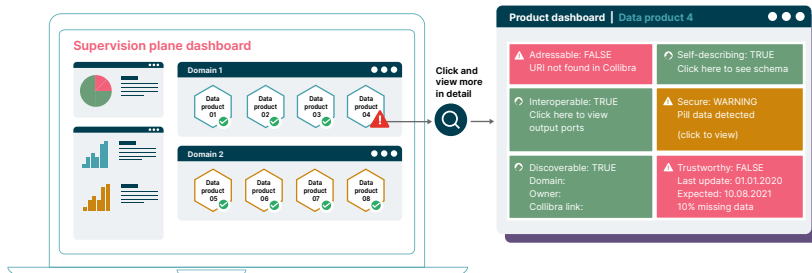 Supervision plane dashboard
Domain 1
Data product 01
Data product 02
Data product 03
Data product 04
Domain 2
Data product 05
Data product 06
Data product 07
Data product 08
Click and
view more
in detail
Product dashboard | Data product 4
Adressable: FALSE
URI not found in Collibra
Self-describing: TRUE
Click here to see schema
Interoperable: TRUE
Click here to view
output ports
Secure: WARNING
Pill data detected
(click to view)
Discoverable: TRUE
Domain:
Owner:
Collibra link:
Trustworthy: FALSE
Last update: 01.01.2020
Expected: 10.08.2021
10% missing data